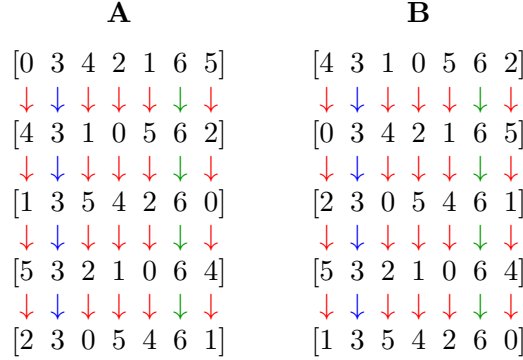 A B
[0 3 4 2 1 6 5] [4 3 1 0 5 6 2]
↓ ↓ ↓ ↓ ↓ ↓ ↓ ↓ ↓ ↓ ↓ ↓ ↓ ↓
[4 3 1 0 5 6 2] [0 3 4 2 1 6 5]
↓ ↓ ↓ ↓ ↓ ↓ ↓ ↓ ↓ ↓ ↓ ↓ ↓ ↓
[1 3 5 4 2 6 0] [2 3 0 5 4 6 1]
↓ ↓ ↓ ↓ ↓ ↓ ↓ ↓ ↓ ↓ ↓ ↓ ↓ ↓
[5 3 2 1 0 6 4] [5 3 2 1 0 6 4]
↓ ↓ ↓ ↓ ↓ ↓ ↓ ↓ ↓ ↓ ↓ ↓ ↓ ↓
[2 3 0 5 4 6 1] [1 3 5 4 2 6 0]